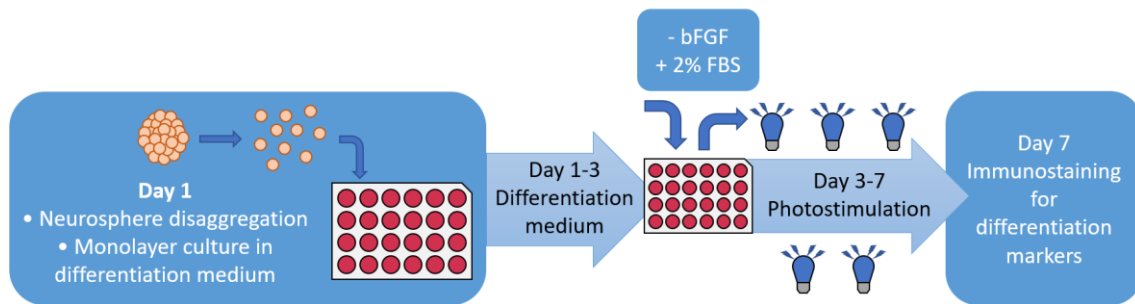 - bFGF
+ 2% FBS
Day 1
• Neurosphere disaggregation
• Monolayer culture in
differentiation medium
Day 1-3
Differentiation
medium
Day 3-7
Photostimulation
Day 7
Immunostaining
for
differentiation
markers